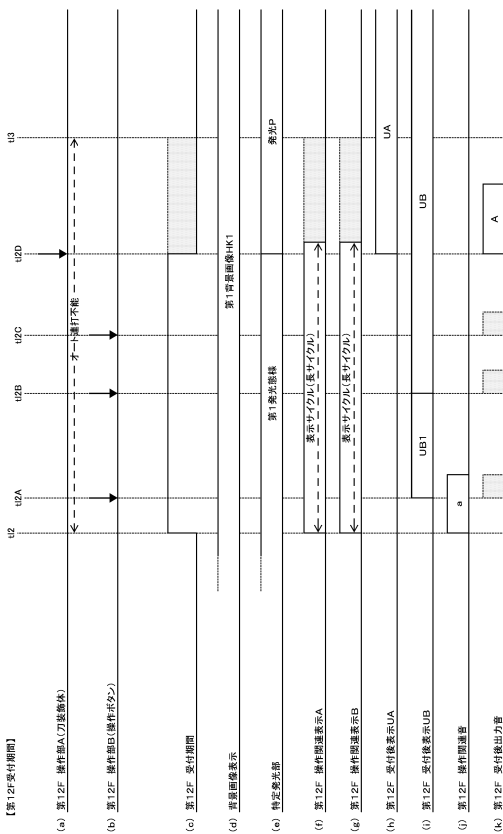 【第12F受付期間】
tl2
tl2A
tl2B
tl2C
tl2D
tl3
(a) 第12F 操作部A(刀装飾体)
オート連打不能
(b) 第12F 操作部B(操作ボタン)
(c) 第12F 受付期間
(d) 背景画像表示
第1背景画像HK1
(e) 特定発光部
第1発光態様
発光P
(f) 第12F 操作関連表示A
表示サイクル(長サイクル)
(g) 第12F 操作関連表示B
表示サイクル(長サイクル)
(h) 第12F 受付後表示UA
UA
(i) 第12F 受付後表示UB
UB1
UB
(j) 第12F 操作関連音
a
(k) 第12F 受付後出力音
A